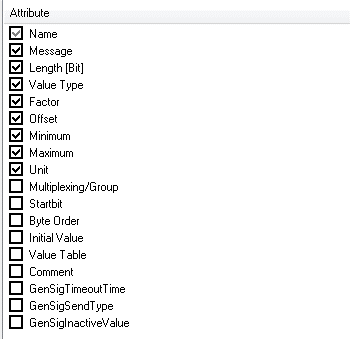 Attribute
Name
Message
Length [Bit]
Value Type
Factor
Offset
Minimum
Maximum
Unit
Multiplexing/Group
Startbit
Byte Order
Initial Value
Value Table
Comment
GenSigTimeoutTime
GenSigSendType
GenSigInactiveValue